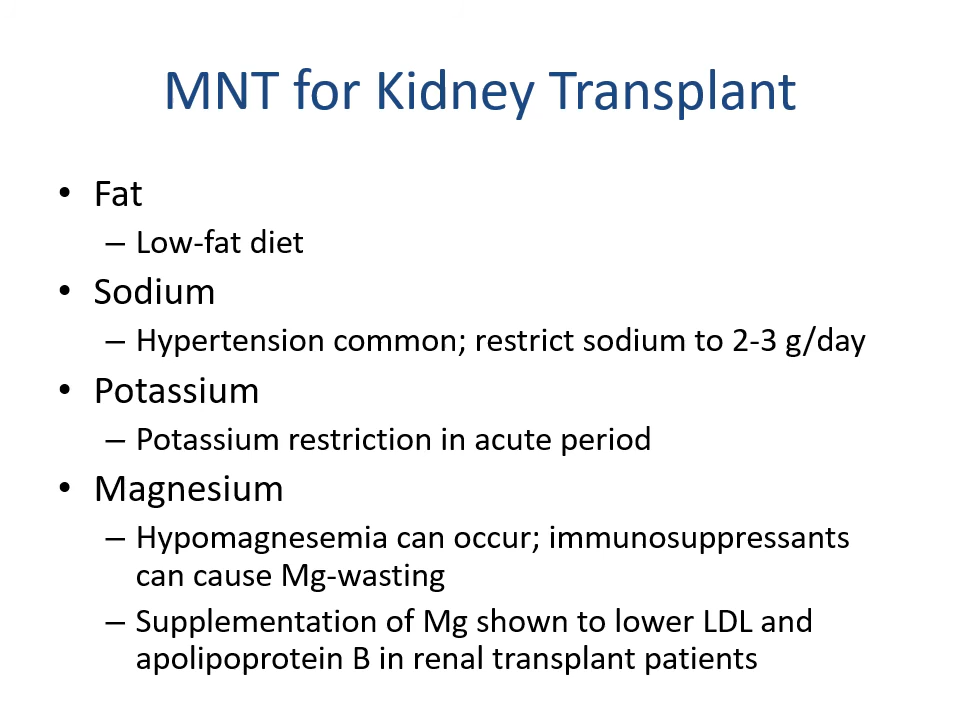 MNT for Kidney Transplant
• Fat
– Low-fat diet
• Sodium
– Hypertension common; restrict sodium to 2-3 g/day
• Potassium
– Potassium restriction in acute period
• Magnesium
– Hypomagnesemia can occur; immunosuppressants
can cause Mg-wasting
– Supplementation of Mg shown to lower LDL and
apolipoprotein B in renal transplant patients